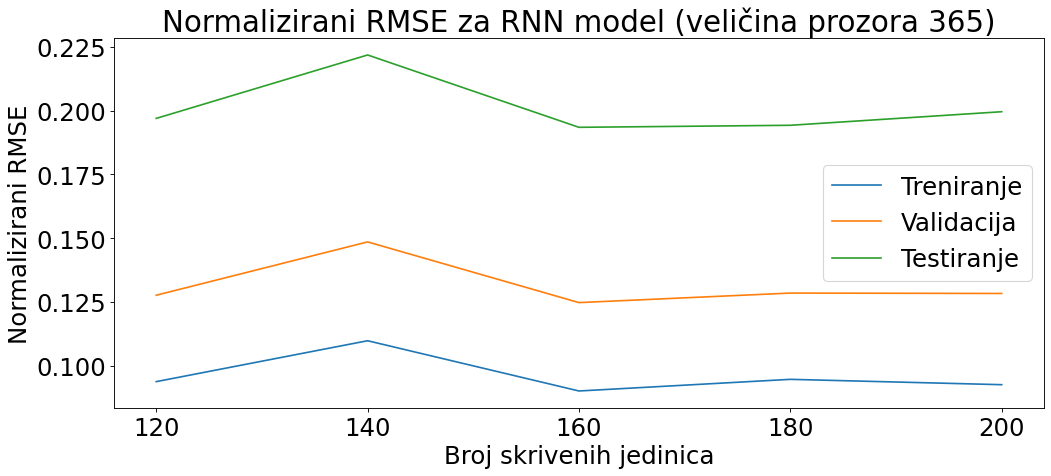 Normalizirani RMSE za RNN model (veličina prozora 365)
Normalizirani RMSE
0.225
0.200
0.175
0.150
0.125
0.100
Treniranje
Validacija
Testiranje
120 140 160 180 200
Broj skrivenih jedinica